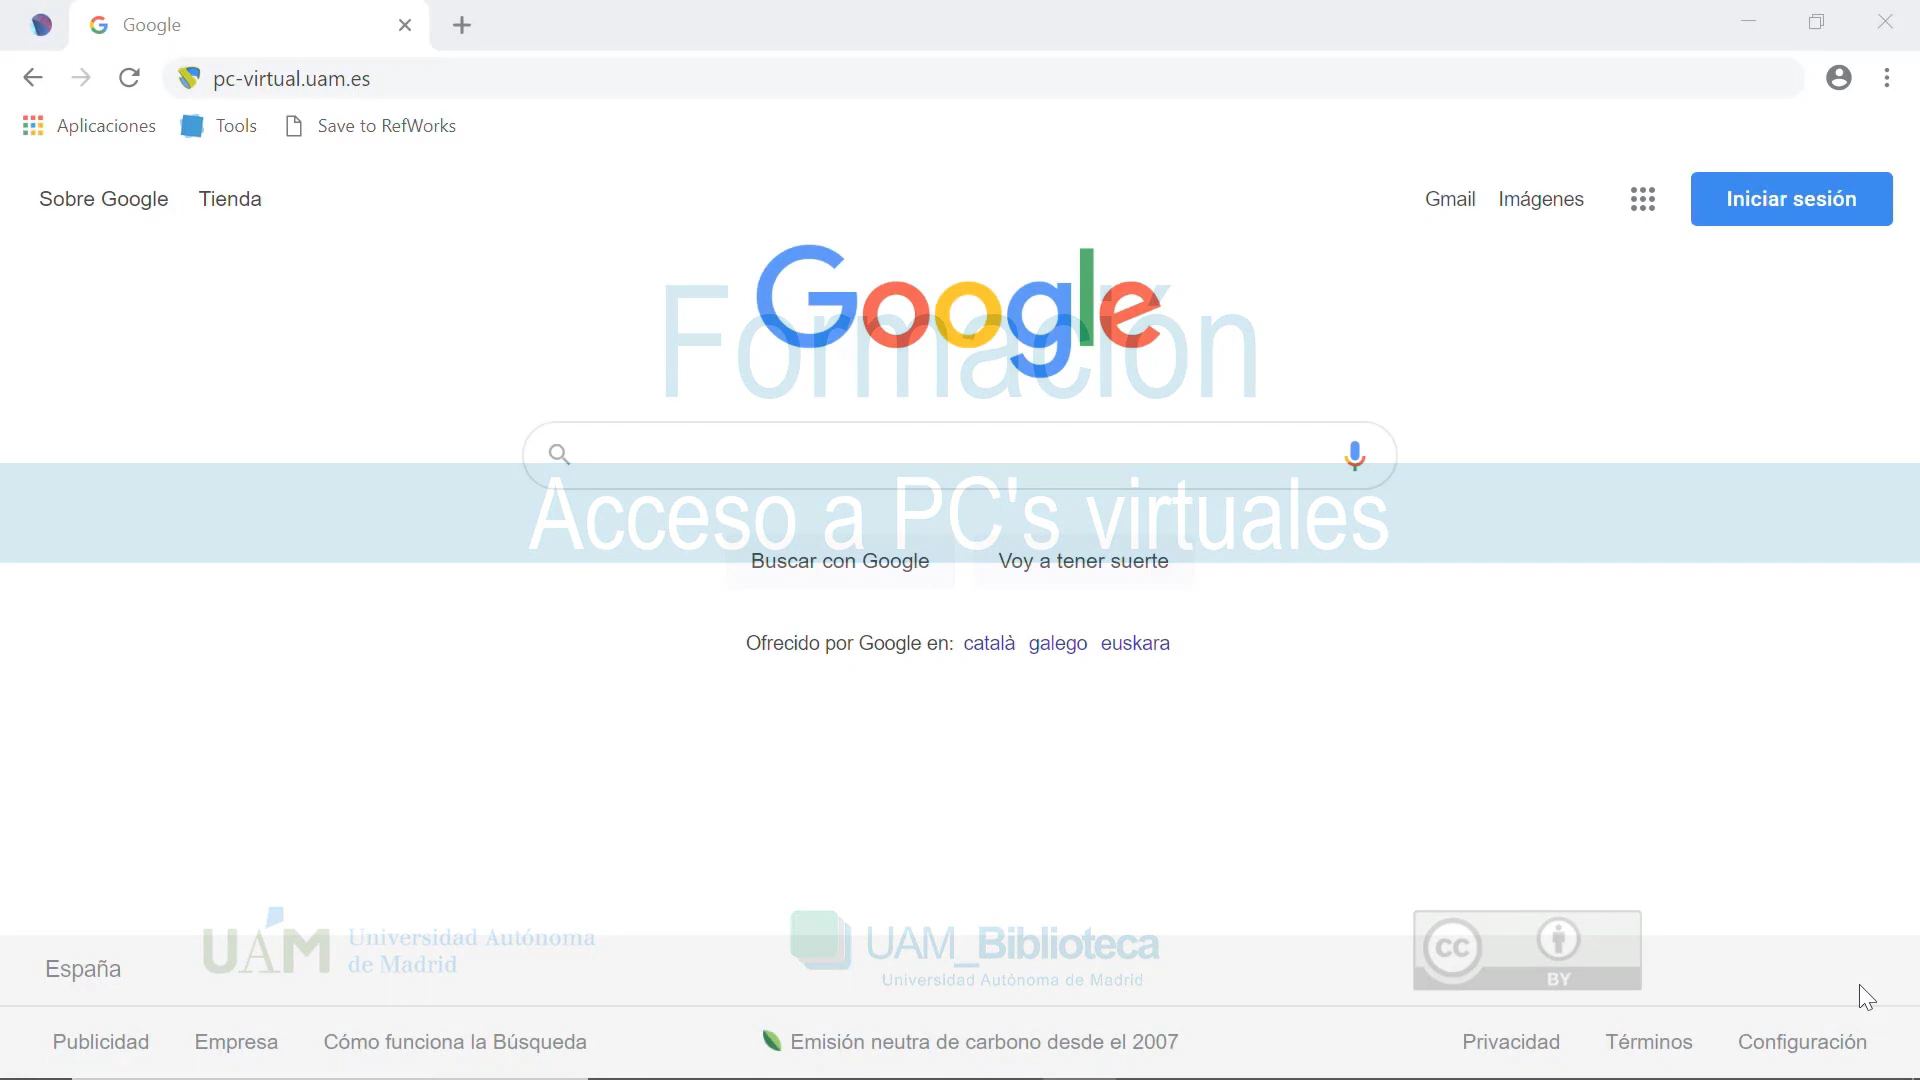 Google
pc-virtual.uam.es
Aplicaciones
Tools
Save to RefWorks
Sobre Google
Tienda
Gmail
Imágenes
Iniciar sesión
Google
Formación
Acceso a PC's virtuales
Buscar con Google
Voy a tener suerte
Ofrecido por Google en: català galego euskara
UAM
Universidad Autónoma
de Madrid
UAM_Biblioteca
Universidad Autónoma de Madrid
cc
BY
España
Publicidad
Empresa
Cómo funciona la Búsqueda
Emisión neutra de carbono desde el 2007
Privacidad
Términos
Configuración